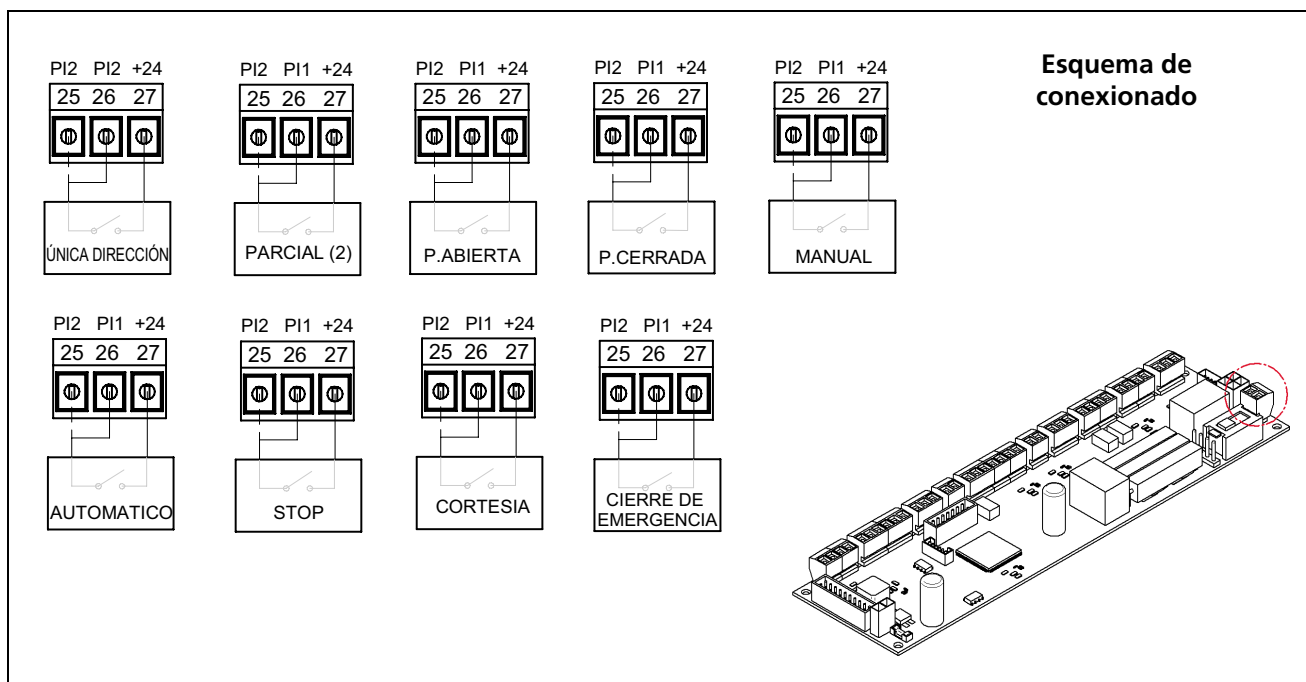 Esquema de
conexionado
PI2 PI2 +24
25 26 27
ÚNICA DIRECCIÓN
PI2 PI1 +24
25 26 27
PARCIAL (2)
PI2 PI1 +24
25 26 27
P.ABIERTA
PI2 PI1 +24
25 26 27
P.CERRADA
PI2 PI1 +24
25 26 27
MANUAL
PI2 PI1 +24
25 26 27
AUTOMATICO
PI2 PI1 +24
25 26 27
STOP
PI2 PI1 +24
25 26 27
CORTESIA
PI2 PI1 +24
25 26 27
CIERRE DE
EMERGENCIA